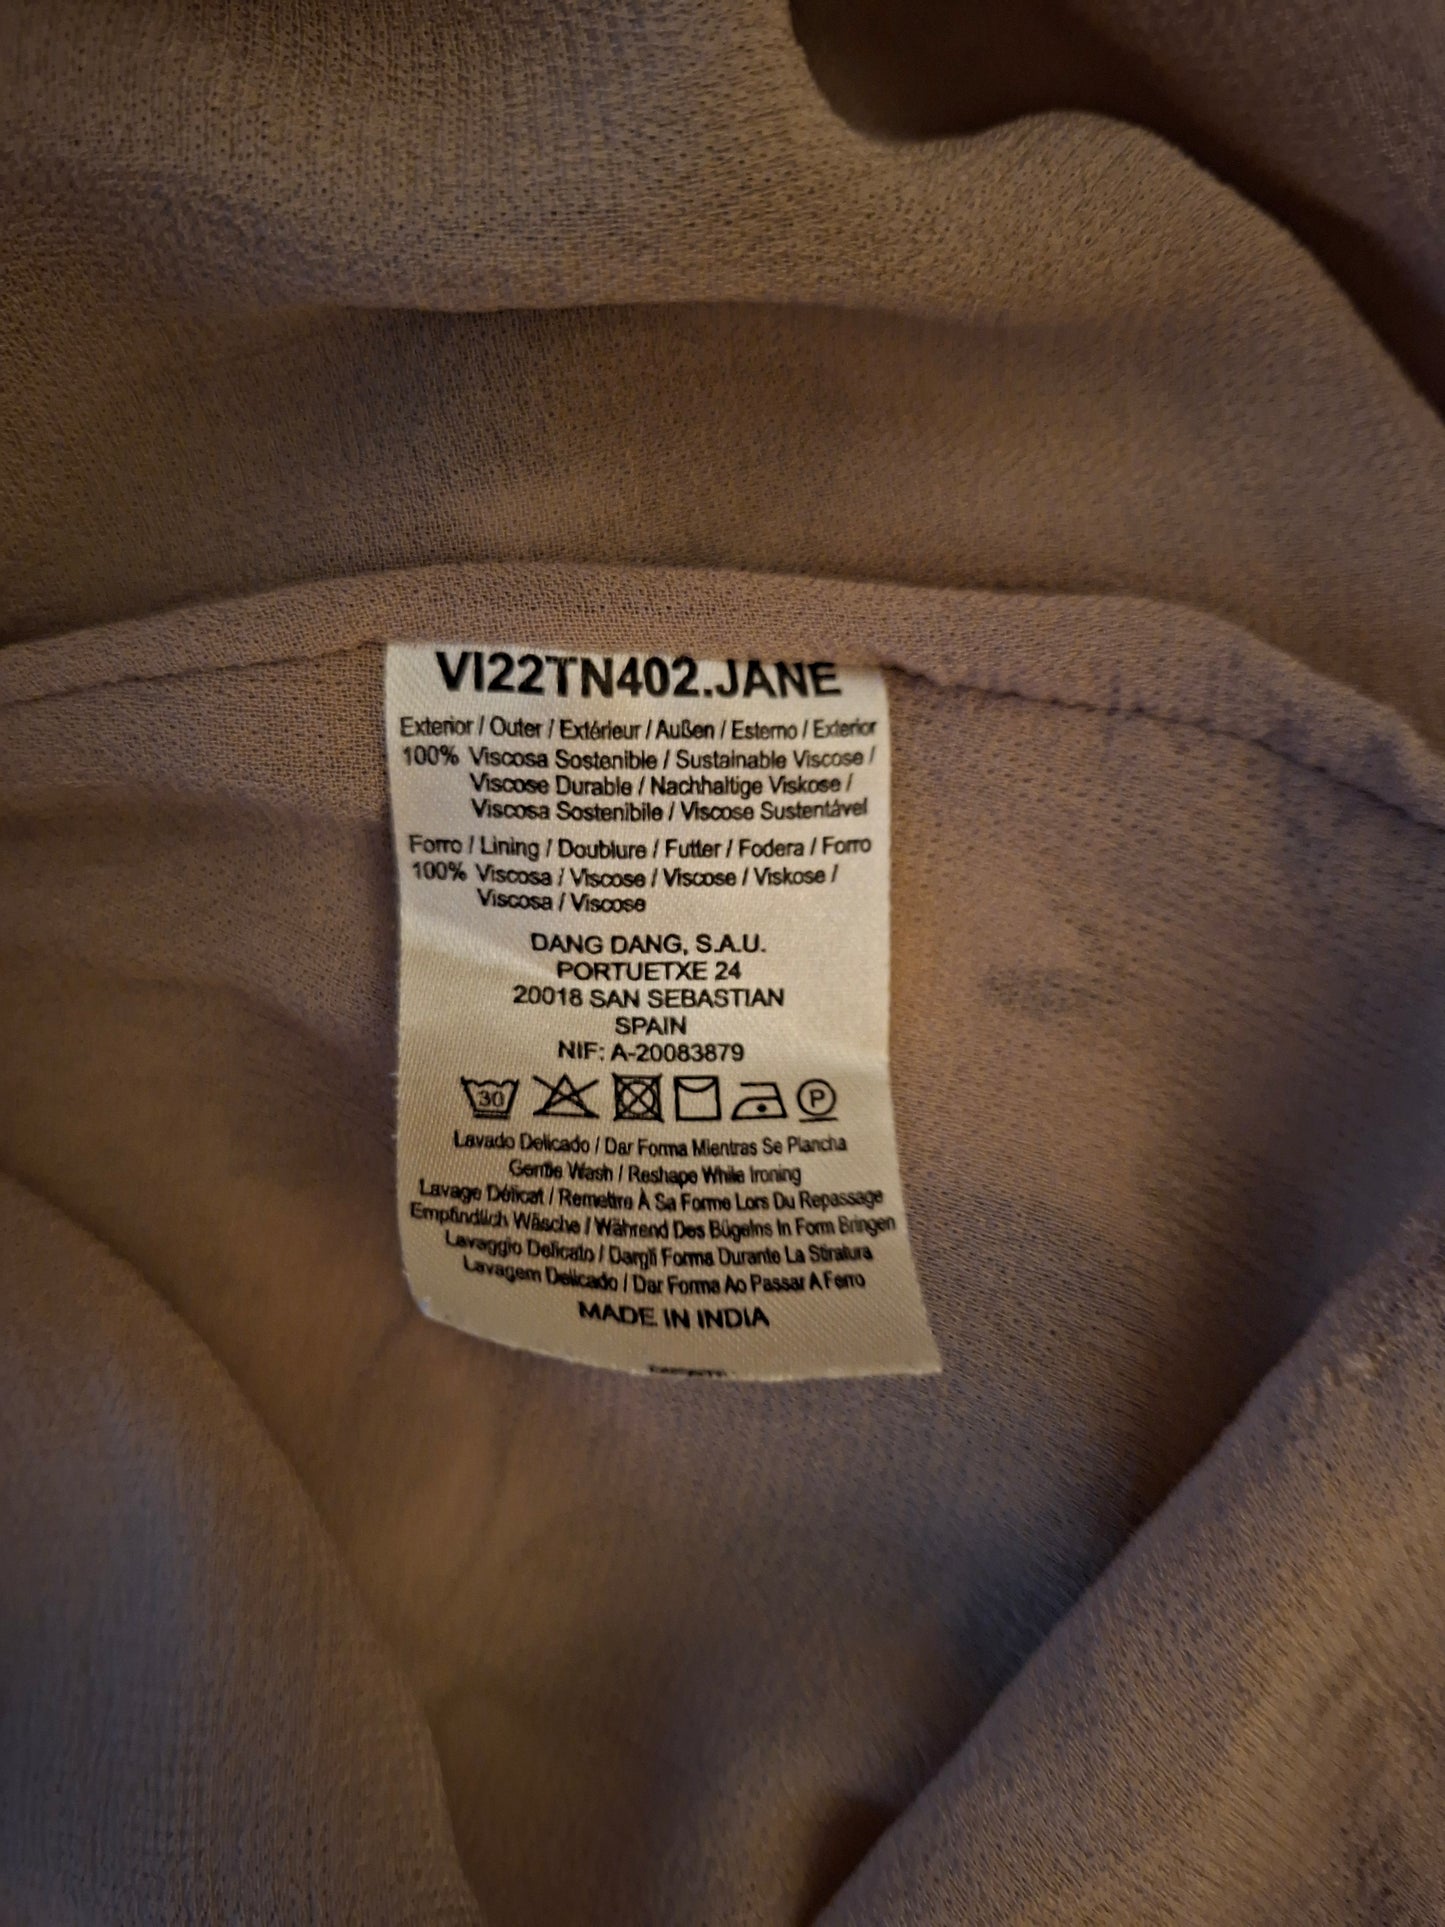 VI22TN402.JANE
Exterior / Outer / Extérieur / Außen / Esterno / Exterior
100% Viscosa Sostenible / Sustainable Viscose /
Viscose Durable / Nachhaltige Viskose /
Viscosa Sostenibile / Viscose Sustentável
Forro / Lining / Doublure / Futter / Fodera / Forro
100% Viscosa / Viscose / Viscose / Viskose /
Viscosa / Viscose
DANG DANG, S.A.U.
PORTUETXE 24
20018 SAN SEBASTIAN
SPAIN
NIF: A-20083879
30 P
Lavado Delicado / Dar Forma Mientras Se Plancha
Gentle Wash / Reshape While Ironing
Lavage Délicat / Remettre À Sa Forme Lors Du Repassage
Empfindlich Wäsche / Während Des Bügelns In Form Bringen
Lavaggio Delicato / Dargli Forma Durante La Stiratura
Lavagem Delicado / Dar Forma Ao Passar A Ferro
MADE IN INDIA